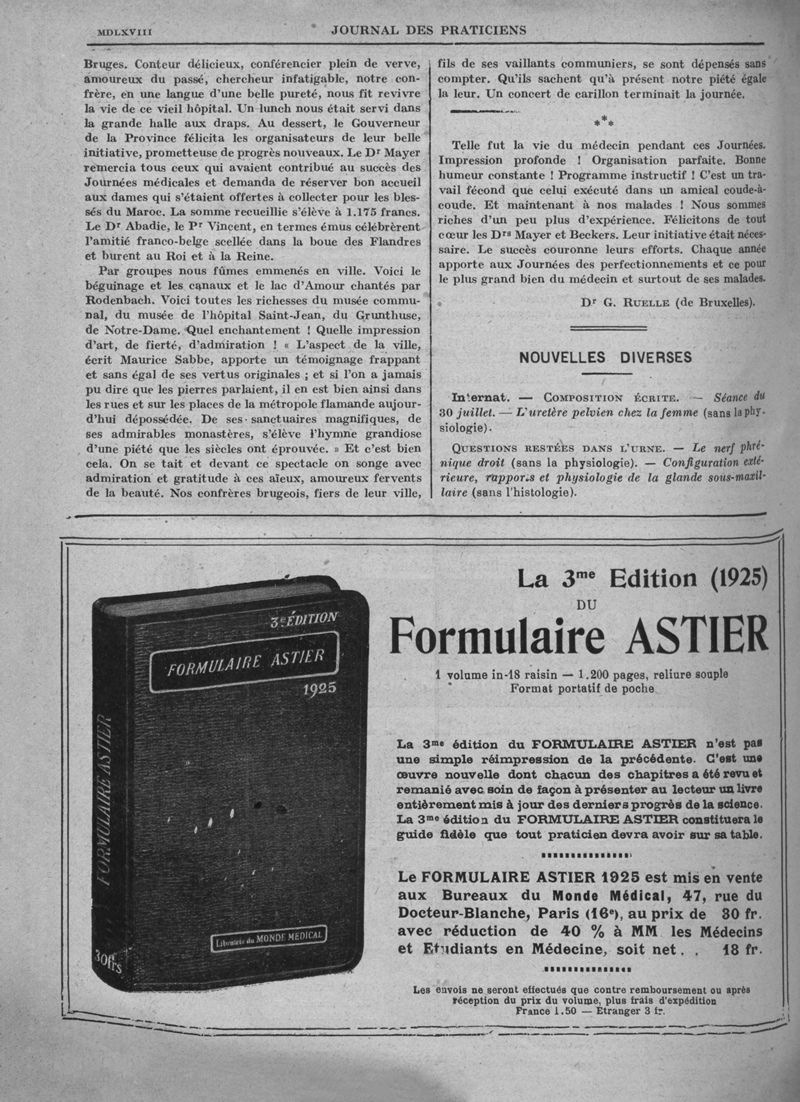 MDLXVIII
JOURNAL DES PRATICIENS
Bruges. Conteur délicieux, conférencier plein de verve,
amoureux du passé, chercheur infatigable, notre con-
frère, en une langue d'une belle pureté, nous fit revivre
la vie de ce vieil hôpital. Un lunch nous était servi dans
la grande halle aux draps. Au dessert, le Gouverneur
de la Province félicita les organisateurs de leur belle
initiative, prometteuse de progrès nouveaux. Le Dr Mayer
remercia tous ceux qui avaient contribué au succès des
Journées médicales et demanda de réserver bon accueil
aux dames qui s'étaient offertes à collecter pour les bles-
sés du Maroc. La somme recueillie s'élève à 1.175 francs.
Le Dr Abadie, le Pr Vincent, en termes émus célébrèrent
l'amitié franco-belge scellée dans la boue des Flandres
et burent au Roi et à la Reine.
Par groupes nous fûmes emmenés en ville. Voici le
béguinage et les canaux et le lac d'Amour chantés par
Rodenbach. Voici toutes les richesses du musée commu-
nal, du musée de l'hôpital Saint-Jean, du Grunthuse,
de Notre-Dame. Quel enchantement ! Quelle impression
d'art, de fierté, d'admiration ! « L'aspect de la ville,
écrit Maurice Sabbe, apporte un témoignage frappant
et sans égal de ses vertus originales ; et si l'on a jamais
pu dire que les pierres parlaient, il en est bien ainsi dans
les rues et sur les places de la métropole flamande aujour-
d'hui dépossédée. De ses sanctuaires magnifiques, de
ses admirables monastères, s'élève l'hymne grandiose
d'une piété que les siècles ont éprouvée. » Et c'est bien
cela. On se tait et devant ce spectacle on songe avec
admiration et gratitude à ces aïeux, amoureux fervents
de la beauté. Nos confrères brugeois, fiers de leur ville,
fils de ses vaillants communiers, se sont dépensés sans
compter. Qu'ils sachent qu'à présent notre piété égale
la leur. Un concert de carillon terminait la journée.
***
Telle fut la vie du médecin pendant ces Journées.
Impression profonde ! Organisation parfaite. Bonne
humeur constante ! Programme instructif ! C'est un tra-
vail fécond que celui exécuté dans un amical coude-à-
coude. Et maintenant à nos malades ! Nous sommes
riches d'un peu plus d'expérience. Félicitons de tout
cœur les Drs Mayer et Beckers. Leur initiative était néces-
saire. Le succès couronne leurs efforts. Chaque année
apporte aux Journées des perfectionnements et ce pour
le plus grand bien du médecin et surtout de ses malades.
Dr G. RUELLE (de Bruxelles).
NOUVELLES DIVERSES
Internat. — COMPOSITION ÉCRITE. — Séance du
30 juillet. — L'uretère pelvien chez la femme (sans la phy-
siologie).
QUESTIONS RESTÉES DANS L'URNE. — Le nerf phré-
nique droit (sans la physiologie). — Configuration exté-
rieure, rapports et physiologie de la glande sous-maxil-
laire (sans l'histologie).
3e ÉDITION
FORMULAIRE ASTIER
1925
FORMULAIRE ASTIER
Librairie du MONDE MÉDICAL
30frs
La 3me Edition (1925)
DU
Formulaire ASTIER
1 volume in-18 raisin — 1.200 pages, reliure souple
Format portatif de poche
La 3me édition du FORMULAIRE ASTIER n'est pas
une simple réimpression de la précédente. C'est une
œuvre nouvelle dont chacun des chapitres a été revu et
remanié avec soin de façon à présenter au lecteur un livre
entièrement mis à jour des derniers progrès de la science.
La 3me édition du FORMULAIRE ASTIER constituera le
guide fidèle que tout praticien devra avoir sur sa table.
Le FORMULAIRE ASTIER 1925 est mis en vente
aux Bureaux du Monde Médical, 47, rue du
Docteur-Blanche, Paris (16e), au prix de 30 fr.
avec réduction de 40 % à MM les Médecins
et Etudiants en Médecine, soit net. . 18 fr.
Les envois ne seront effectués que contre remboursement ou après
réception du prix du volume, plus frais d'expédition
France 1.50 — Etranger 3 fr.